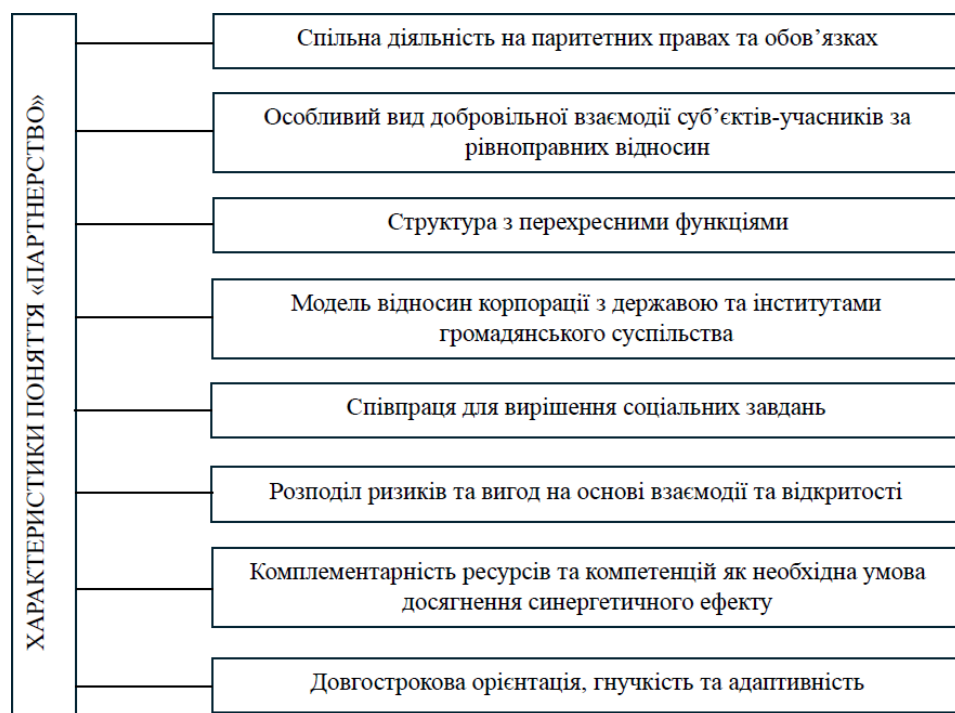 ХАРАКТЕРИСТИКИ ПОНЯТТЯ «ПАРТНЕРСТВО»
Спільна діяльність на паритетних правах та обов’язках
Особливий вид добровільної взаємодії суб’єктів-учасників за
рівноправних відносин
Структура з перехресними функціями
Модель відносин корпорації з державою та інститутами
громадянського суспільства
Співпраця для вирішення соціальних завдань
Розподіл ризиків та вигод на основі взаємодії та відкритості
Комплементарність ресурсів та компетенцій як необхідна умова
досягнення синергетичного ефекту
Довгострокова орієнтація, гнучкість та адаптивність